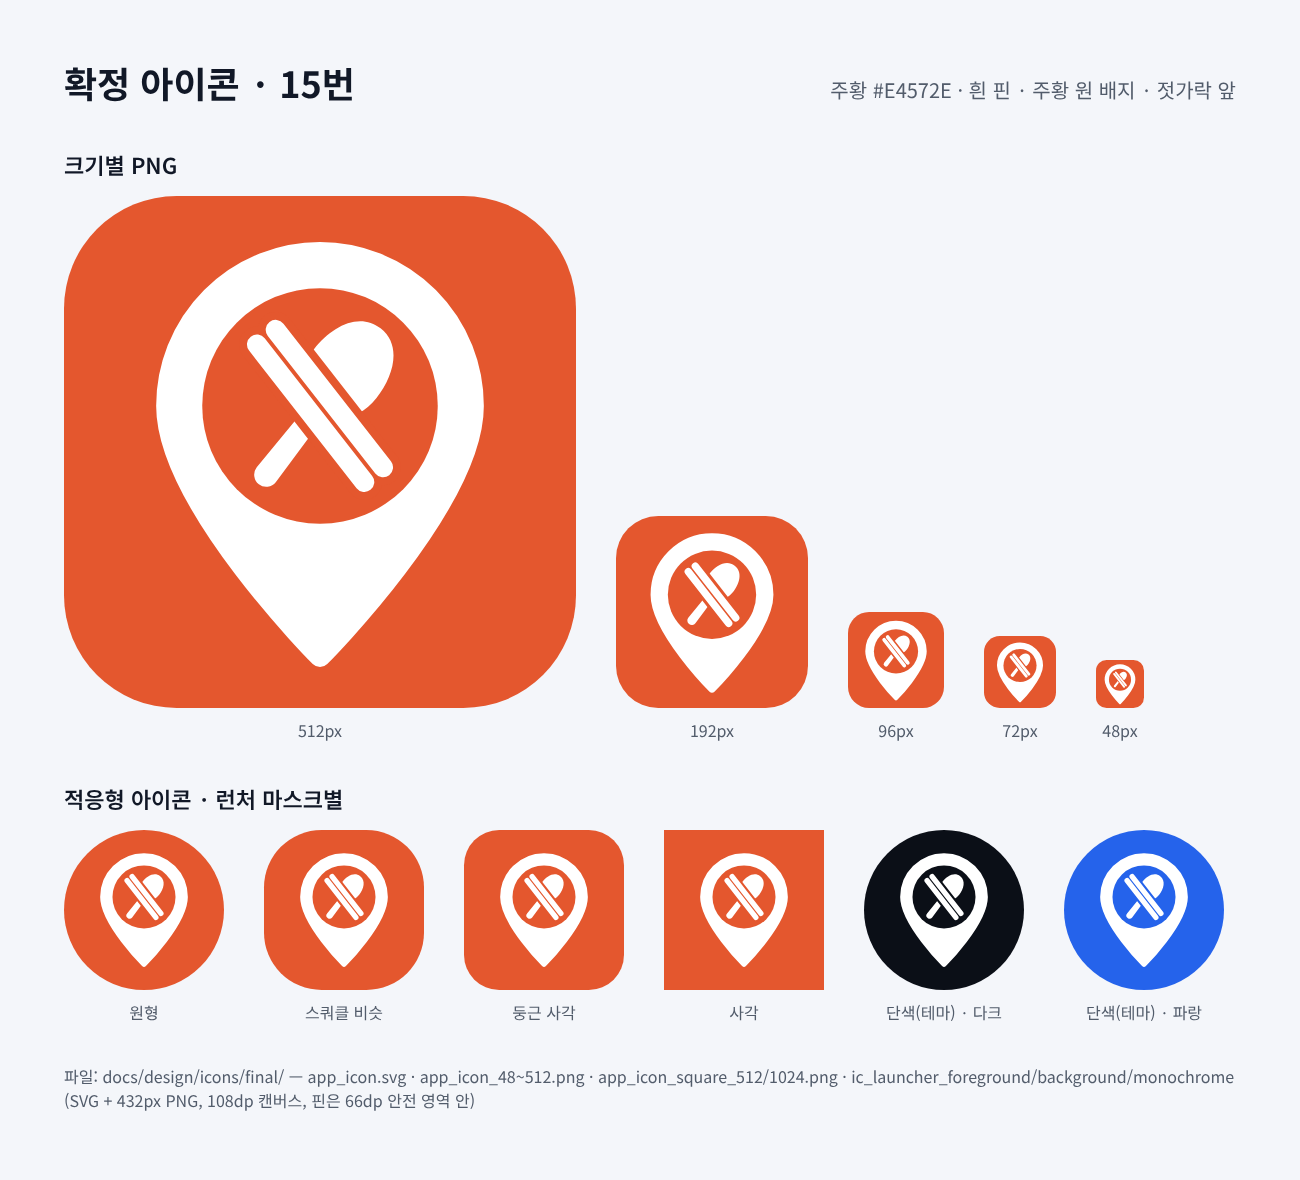 확정 아이콘 · 15번
주황 #E4572E · 흰 핀 · 주황 원 배지 · 젓가락 앞
크기별 PNG
512px
192px
96px
72px
48px
적응형 아이콘 · 런처 마스크별
원형
스쿼클 비슷
둥근 사각
사각
단색(테마) · 다크
단색(테마) · 파랑
파일: docs/design/icons/final/ — app_icon.svg · app_icon_48~512.png · app_icon_square_512/1024.png · ic_launcher_foreground/background/monochrome
(SVG + 432px PNG, 108dp 캔버스, 핀은 66dp 안전 영역 안)